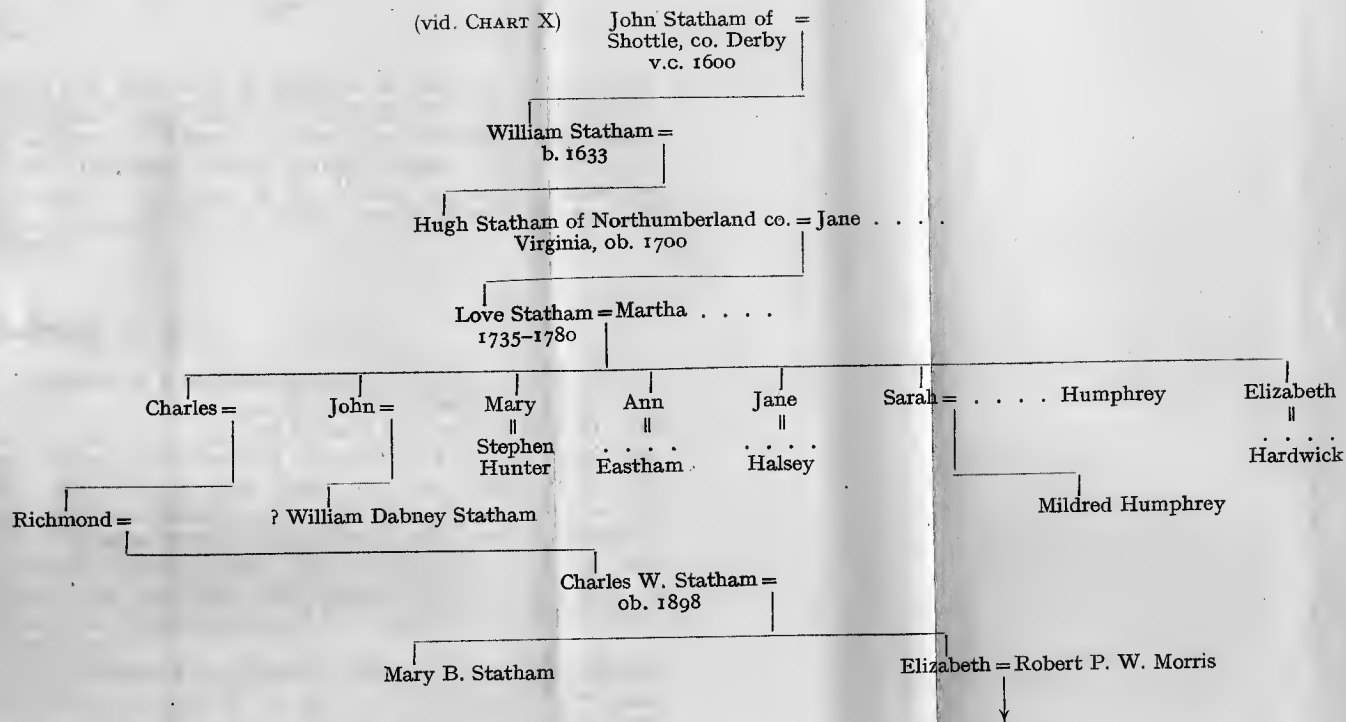 (vid. CHART X) John Statham of =
Shottle, co. Derby
v.c. 1600
William Statham =
b. 1633
Hugh Statham of Northumberland co. = Jane . . . .
Virginia, ob. 1700
Love Statham = Martha . . . .
1735–1780
Charles = John = Mary Ann Jane Sarah = . . . . Humphrey Elizabeth
|| || || ||
Stephen . . . . . . . . . . . .
Hunter Eastham Halsey Hardwick
Richmond = ? William Dabney Statham Mildred Humphrey
Charles W. Statham =
ob. 1898
Mary B. Statham Elizabeth = Robert P. W. Morris